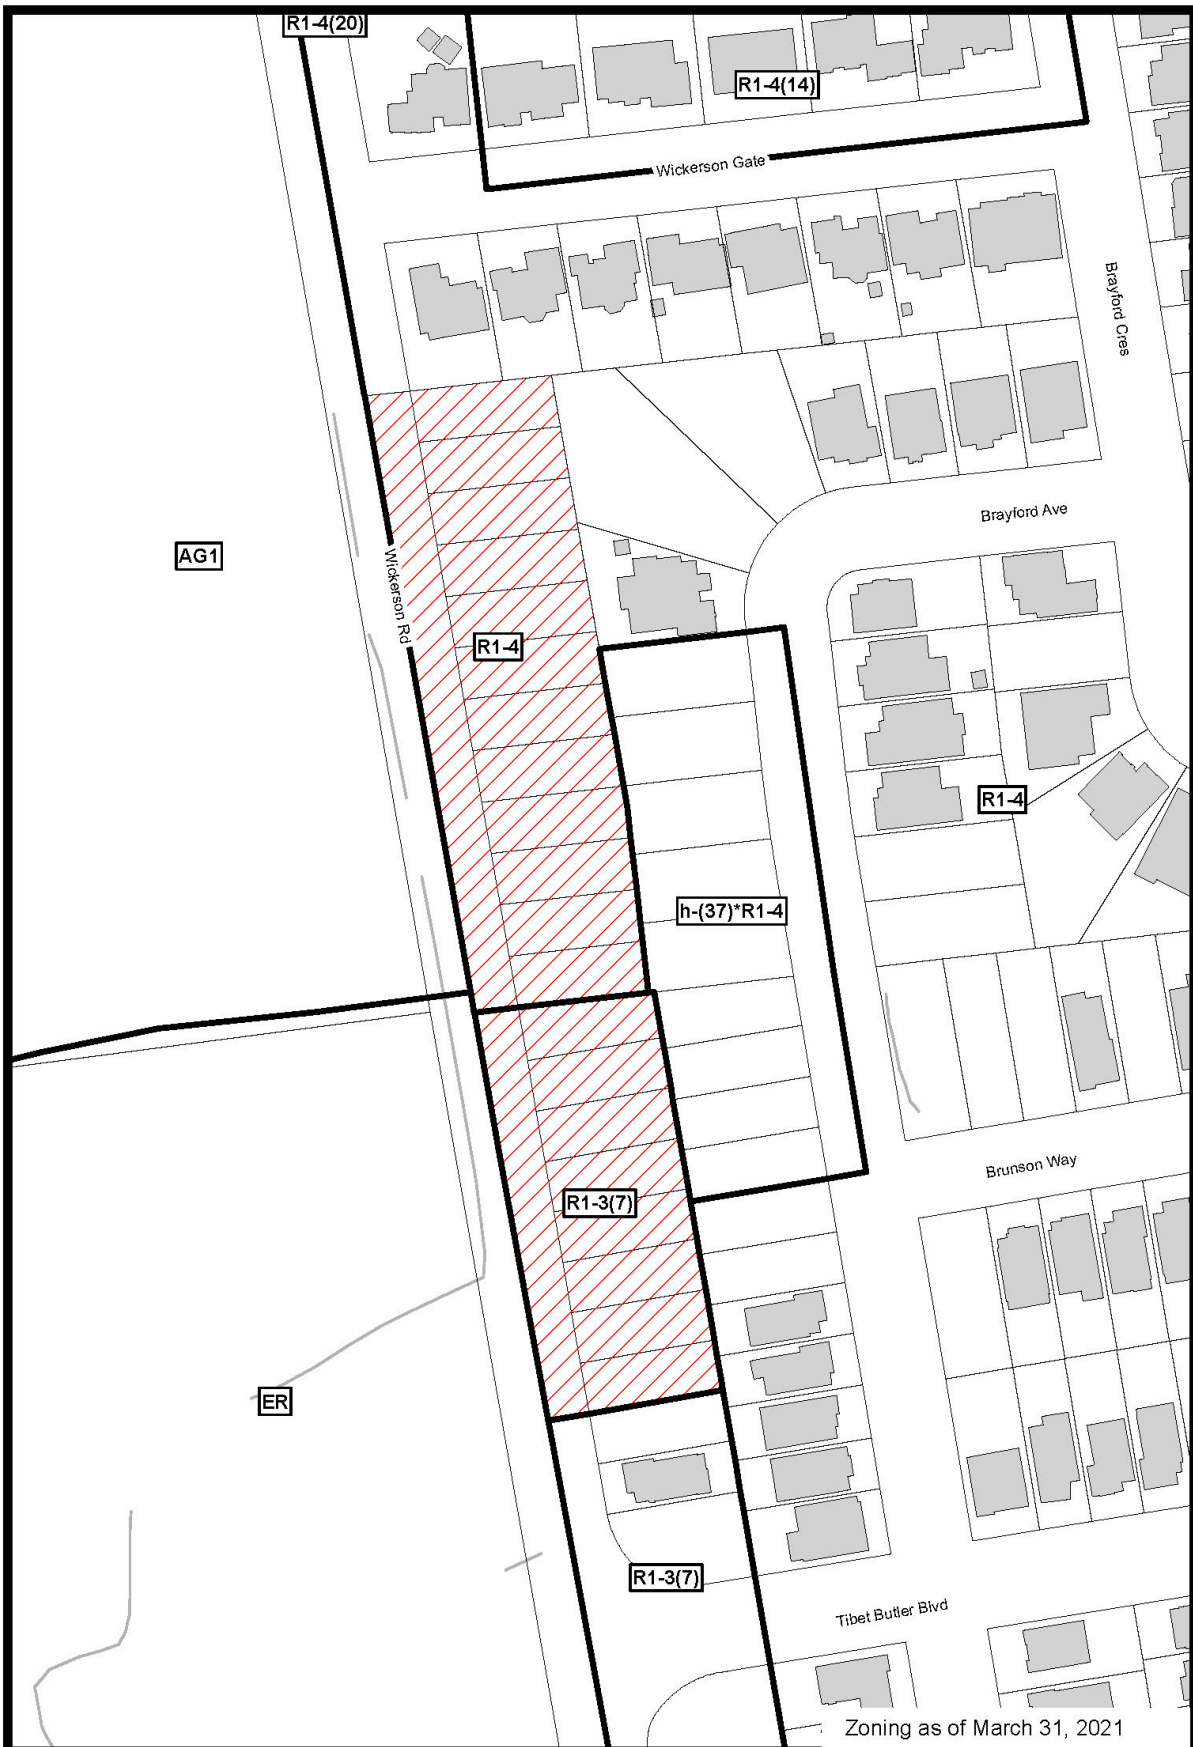 R1-4(20)
R1-4(14)
Wickerson Gate
Brayford Cres
Brayford Ave
AG1
Wickerson Rd
R1-4
R1-4
h-(37)*R1-4
Brunson Way
R1-3(7)
ER
R1-3(7)
Tibet Butler Blvd
Zoning as of March 31, 2021